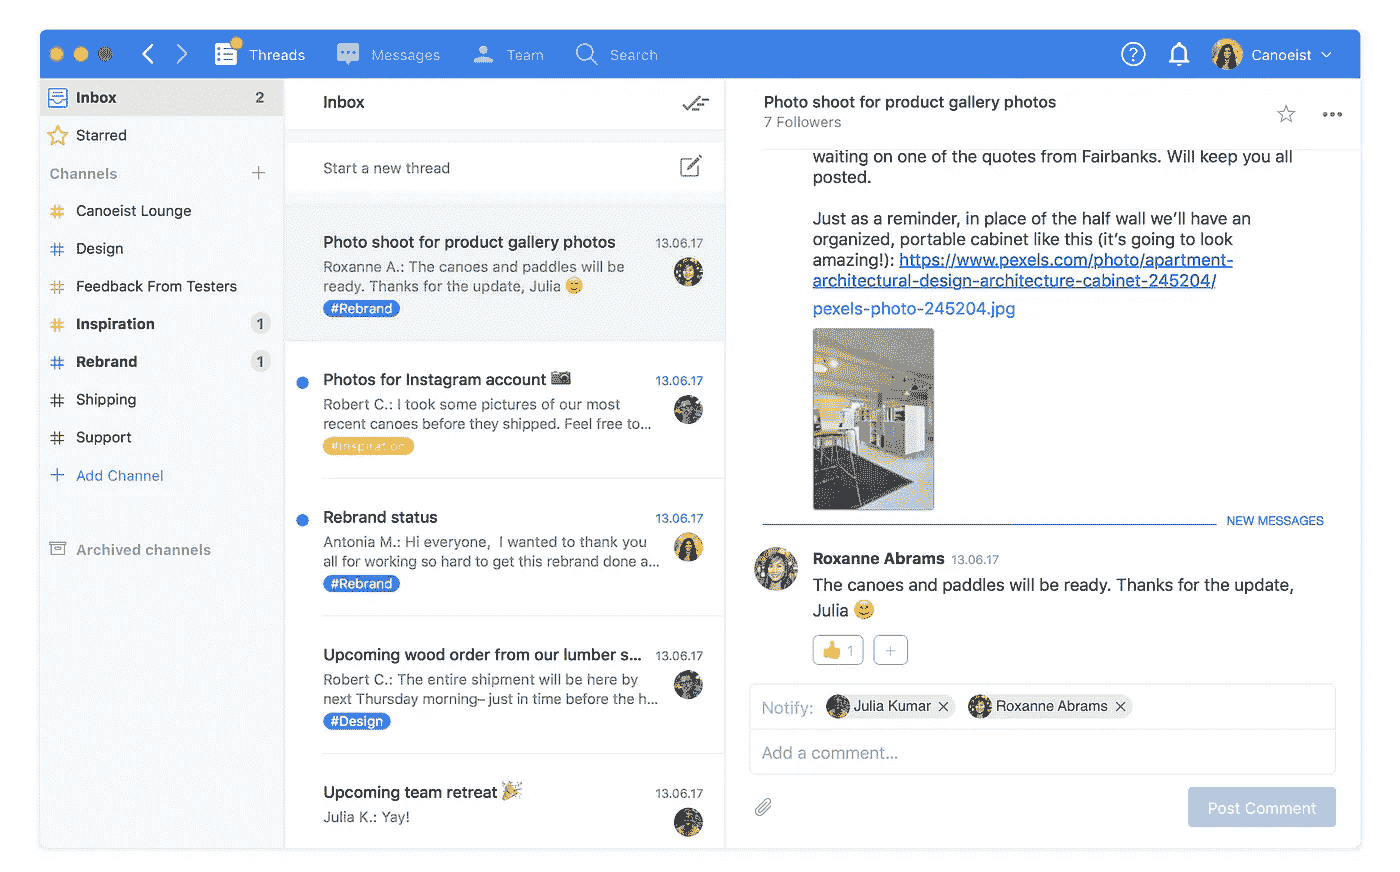 Threads
Messages
Team
Search
Canoeist
Inbox 2
Starred
Channels
Canoeist Lounge
Design
Feedback From Testers
Inspiration 1
Rebrand 1
Shipping
Support
Add Channel
Archived channels
Inbox
Start a new thread
Photo shoot for product gallery photos 13.06.17
Roxanne A.: The canoes and paddles will be
ready. Thanks for the update, Julia 😊
#Rebrand
Photos for Instagram account 📷 13.06.17
Robert C.: I took some pictures of our most
recent canoes before they shipped. Feel free to...
#Inspiration
Rebrand status 13.06.17
Antonia M.: Hi everyone, I wanted to thank you
all for working so hard to get this rebrand done a...
#Rebrand
Upcoming wood order from our lumber s... 13.06.17
Robert C.: The entire shipment will be here by
next Thursday morning– just in time before the h...
#Design
Upcoming team retreat 🎉 13.06.17
Julia K.: Yay!
Photo shoot for product gallery photos
7 Followers
waiting on one of the quotes from Fairbanks. Will keep you all
posted.
Just as a reminder, in place of the half wall we’ll have an
organized, portable cabinet like this (it’s going to look
amazing!): https://www.pexels.com/photo/apartment-
architectural-design-architecture-cabinet-245204/
pexels-photo-245204.jpg
NEW MESSAGES
Roxanne Abrams 13.06.17
The canoes and paddles will be ready. Thanks for the update,
Julia 😊
👍 1
Notify: Julia Kumar × Roxanne Abrams ×
Add a comment...
Post Comment